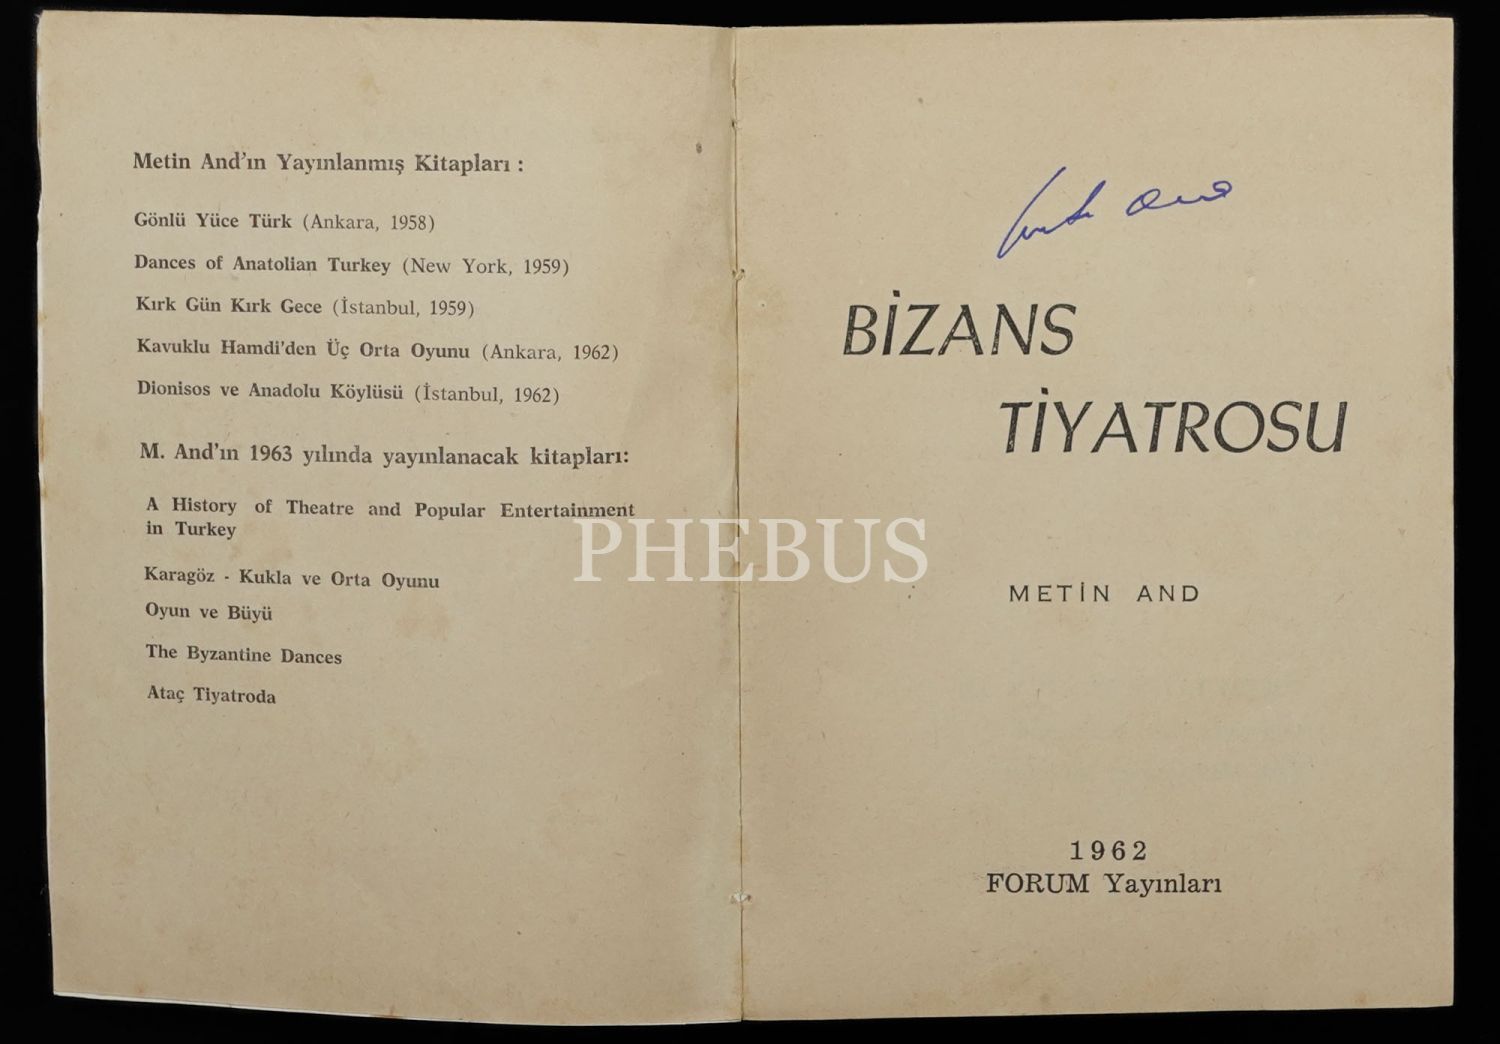 Metin And'ın Yayınlanmış Kitapları :
Gönlü Yüce Türk (Ankara, 1958)
Dances of Anatolian Turkey (New York, 1959)
Kırk Gün Kırk Gece (İstanbul, 1959)
Kavuklu Hamdi'den Üç Orta Oyunu (Ankara, 1962)
Dionisos ve Anadolu Köylüsü (İstanbul, 1962)
M. And'ın 1963 yılında yayınlanacak kitapları:
A History of Theatre and Popular Entertainment
in Turkey
Karagöz - Kukla ve Orta Oyunu
Oyun ve Büyü
The Byzantine Dances
Ataç Tiyatroda
PHEBUS
BİZANS
TİYATROSU
METİN AND
1962
FORUM Yayınları